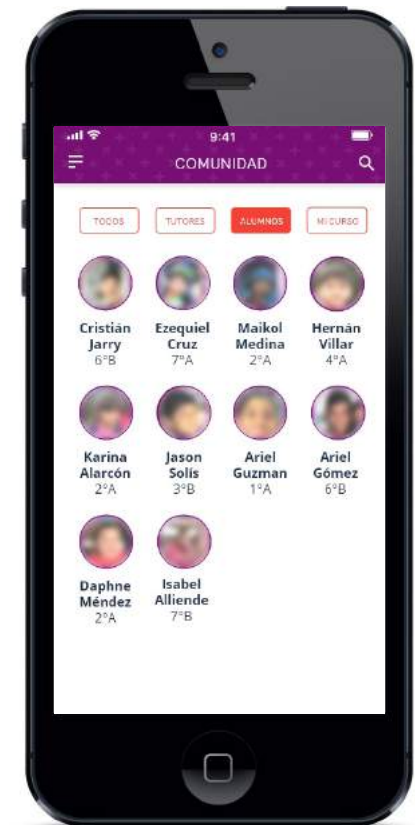 9:41
COMUNIDAD
TODOS TUTORES ALUMNOS MI CURSO
Cristián Ezequiel Maikol Hernán
Jarry Cruz Medina Villar
6°B 7°A 2°A 4°A
Karina Jason Ariel Ariel
Alarcón Solís Guzman Gómez
2°A 3°B 1°A 6°B
Daphne Isabel
Méndez Alliende
2°A 7°B